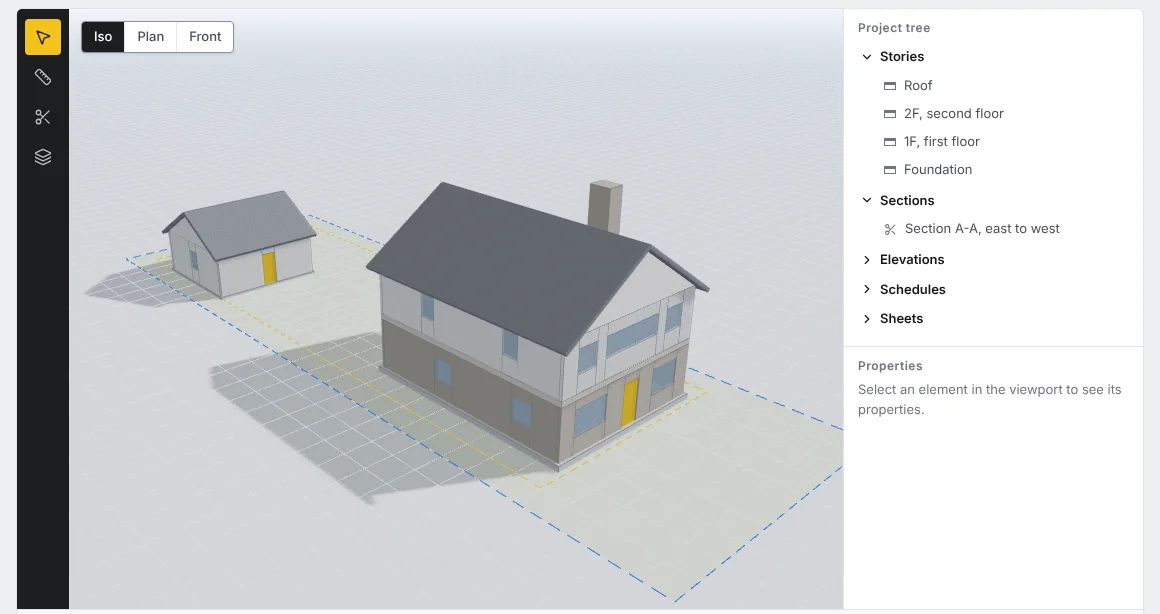 Iso Plan Front
Project tree
Stories
Roof
2F, second floor
1F, first floor
Foundation
Sections
Section A-A, east to west
Elevations
Schedules
Sheets
Properties
Select an element in the viewport to see its
properties.